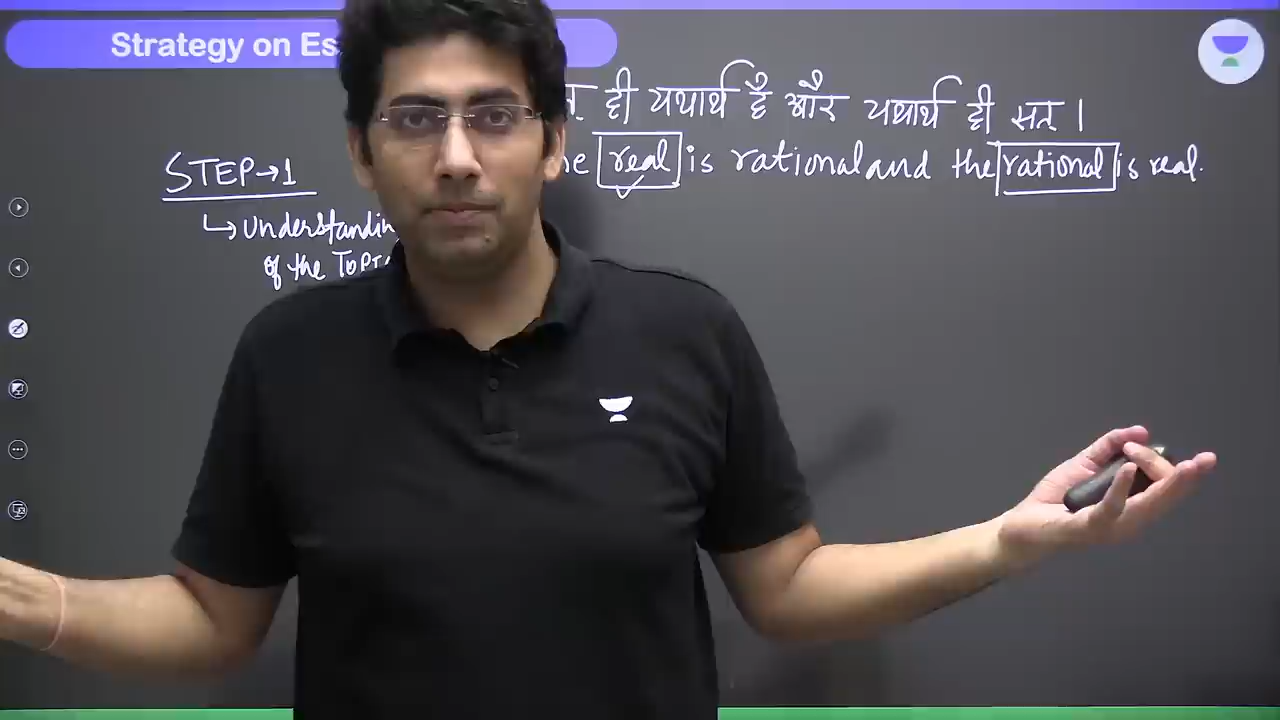 Strategy on Es
ही यथार्थ है और यथार्थ ही सत् ।
real is rational and the rational is real.
STEP→1
↳ Understandin
of the Topic